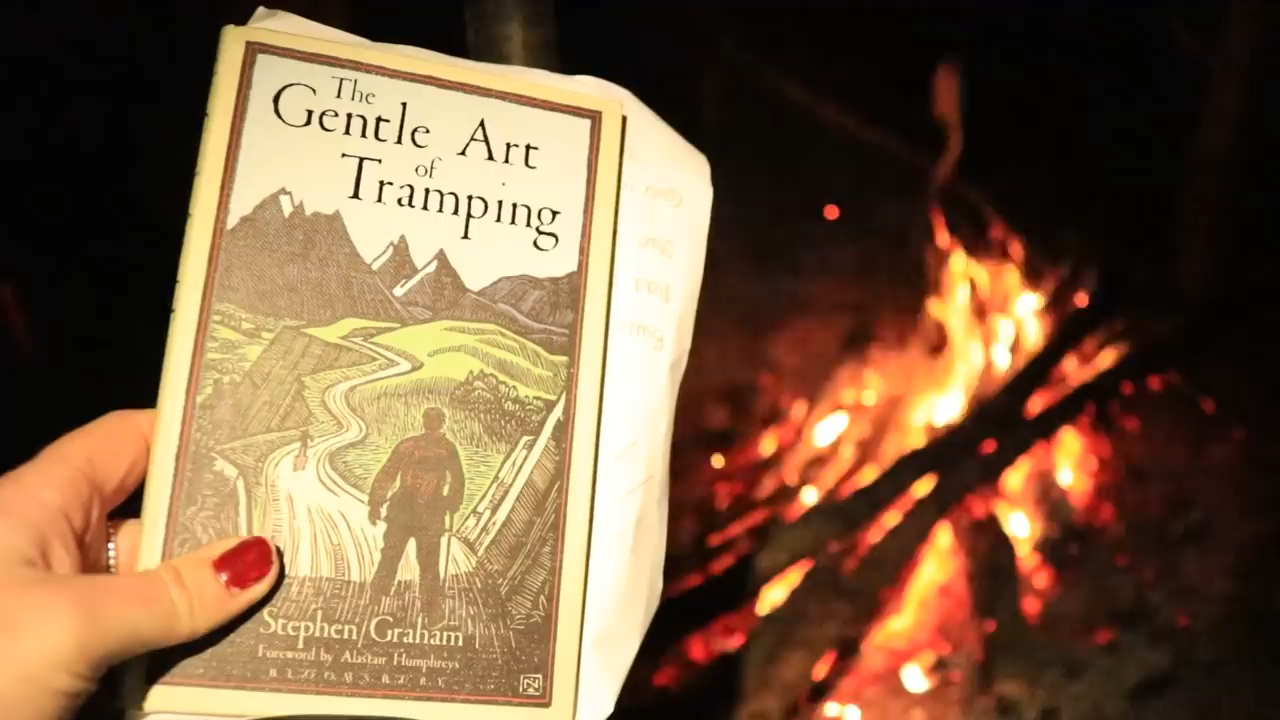 The
Gentle Art
of
Tramping
Stephen Graham
Foreword by Alastair Humphreys
BLOOMSBURY